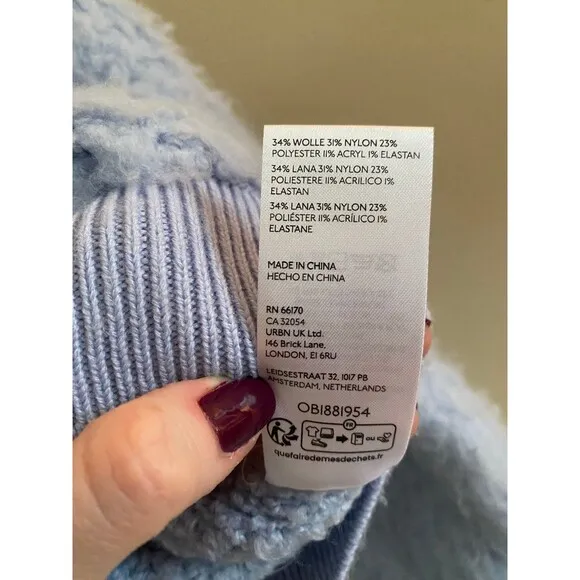 34% WOLLE 31% NYLON 23%
POLYESTER 11% ACRYL 1% ELASTAN
34% LANA 31% NYLON 23%
POLIESTERE 11% ACRILICO 1%
ELASTAN
34% LANA 31% NYLON 23%
POLIÉSTER 11% ACRÍLICO 1%
ELASTANE
MADE IN CHINA
HECHO EN CHINA
RN 66170
CA 32054
URBN UK Ltd.
146 Brick Lane,
LONDON, E1 6RU
LEIDSESTRAAT 32, 1017 PB
AMSTERDAM, NETHERLANDS
OB1881954
FR
OU
quefairedemesdechets.fr